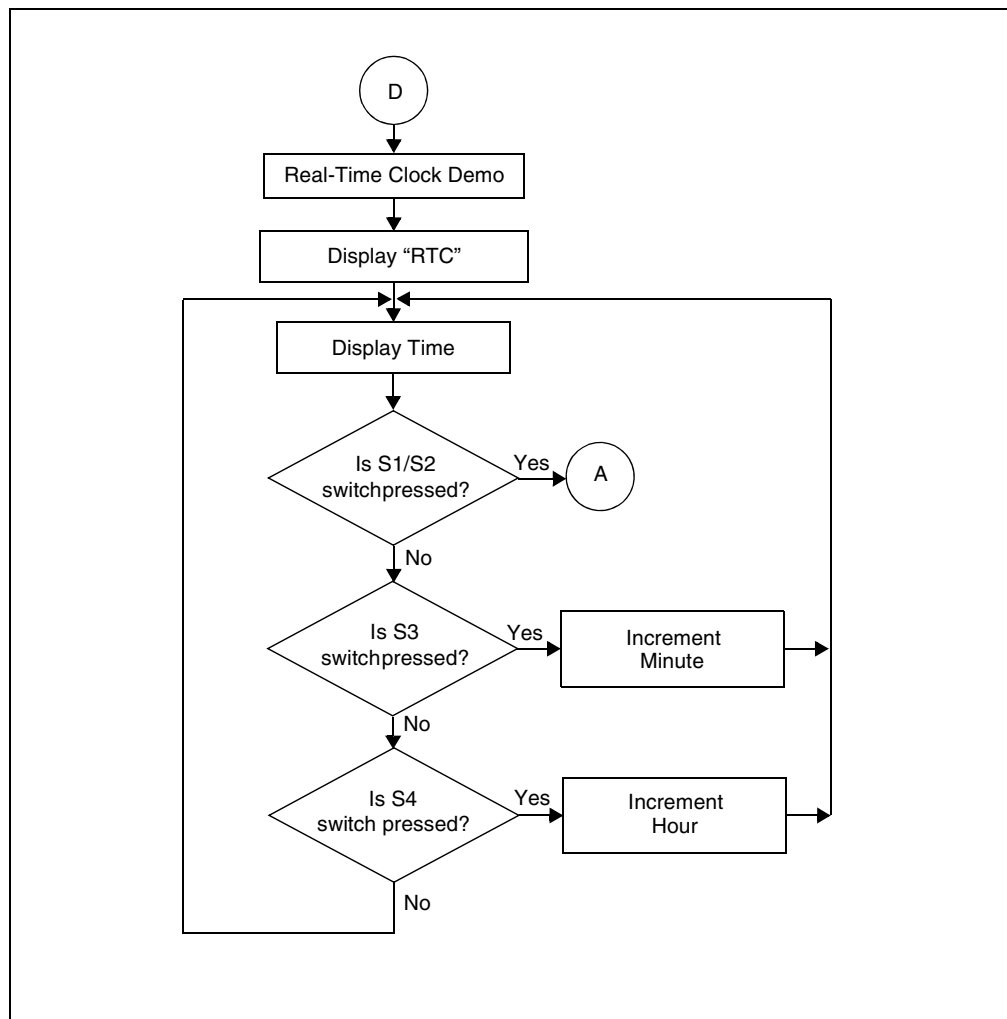 D
Real-Time Clock Demo
Display “RTC”
Display Time
Is S1/S2
switchpressed?
Yes
A
No
Is S3
switchpressed?
Yes
Increment
Minute
No
Is S4
switch pressed?
Yes
Increment
Hour
No